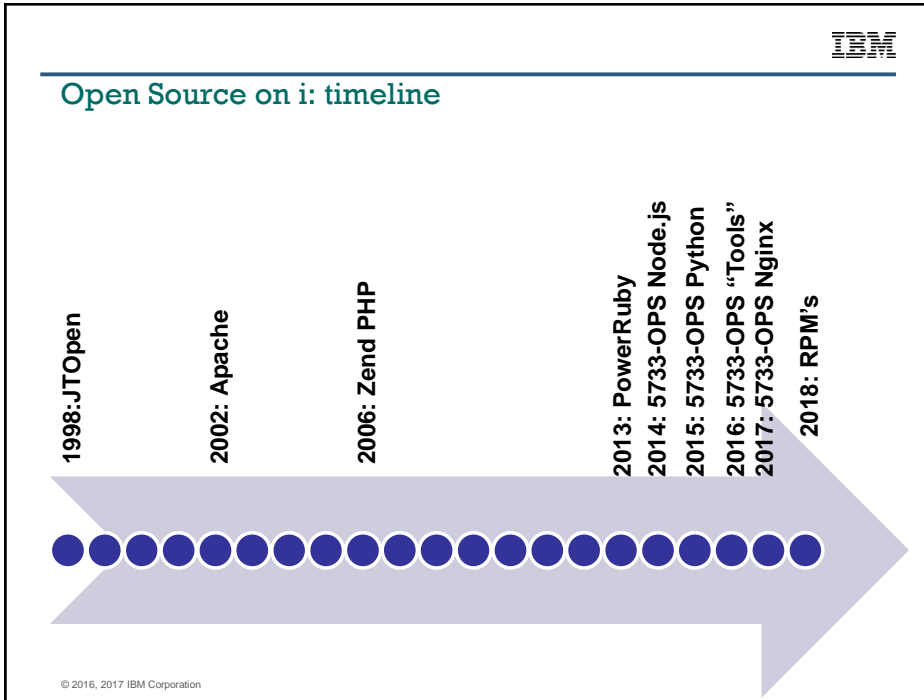 IBM
Open Source on i: timeline
1998:JTOpen
2002: Apache
2006: Zend PHP
2013: PowerRuby
2014: 5733-OPS Node.js
2015: 5733-OPS Python
2016: 5733-OPS “Tools”
2017: 5733-OPS Nginx
2018: RPM’s
© 2016, 2017 IBM Corporation